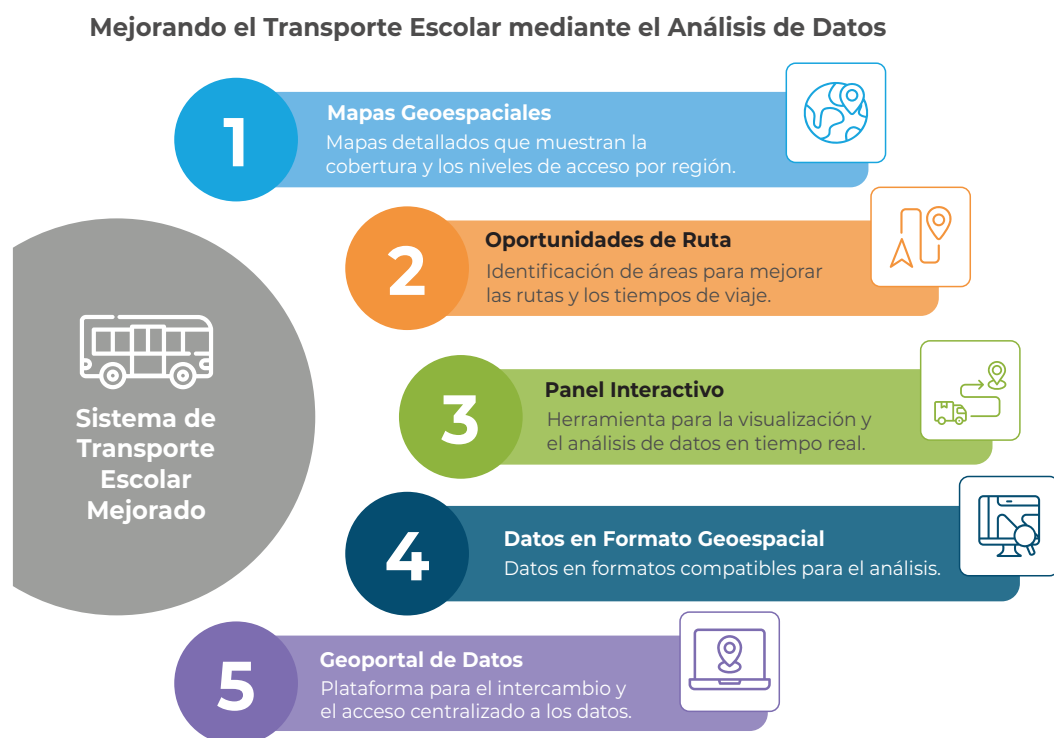 Mejorando el Transporte Escolar mediante el Análisis de Datos
1
Mapas Geoespaciales
Mapas detallados que muestran la
cobertura y los niveles de acceso por región.
2
Oportunidades de Ruta
Identificación de áreas para mejorar
las rutas y los tiempos de viaje.
Sistema de
Transporte
Escolar
Mejorado
3
Panel Interactivo
Herramienta para la visualización y
el análisis de datos en tiempo real.
4
Datos en Formato Geoespacial
Datos en formatos compatibles para el análisis.
5
Geoportal de Datos
Plataforma para el intercambio y
el acceso centralizado a los datos.